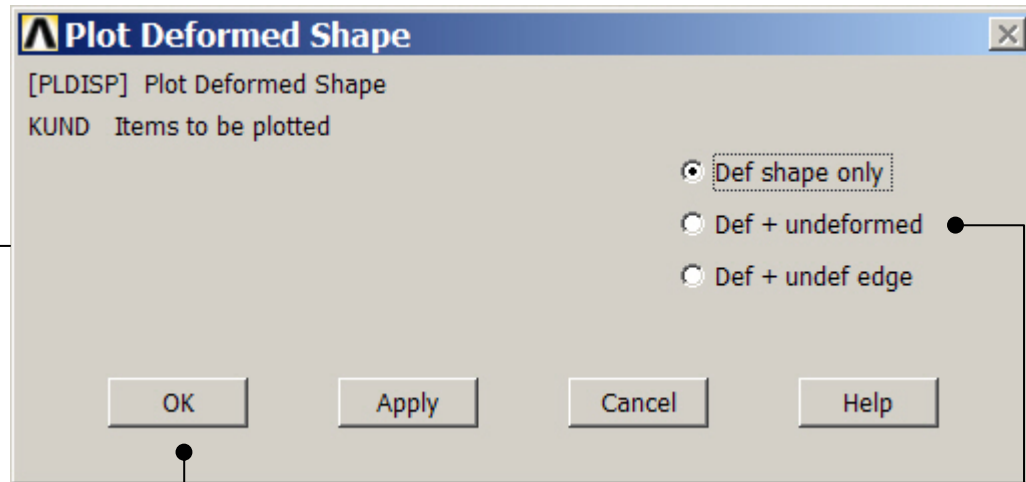 Plot Deformed Shape
[PLDISP] Plot Deformed Shape
KUND Items to be plotted
Def shape only
Def + undeformed
Def + undef edge
OK Apply Cancel Help